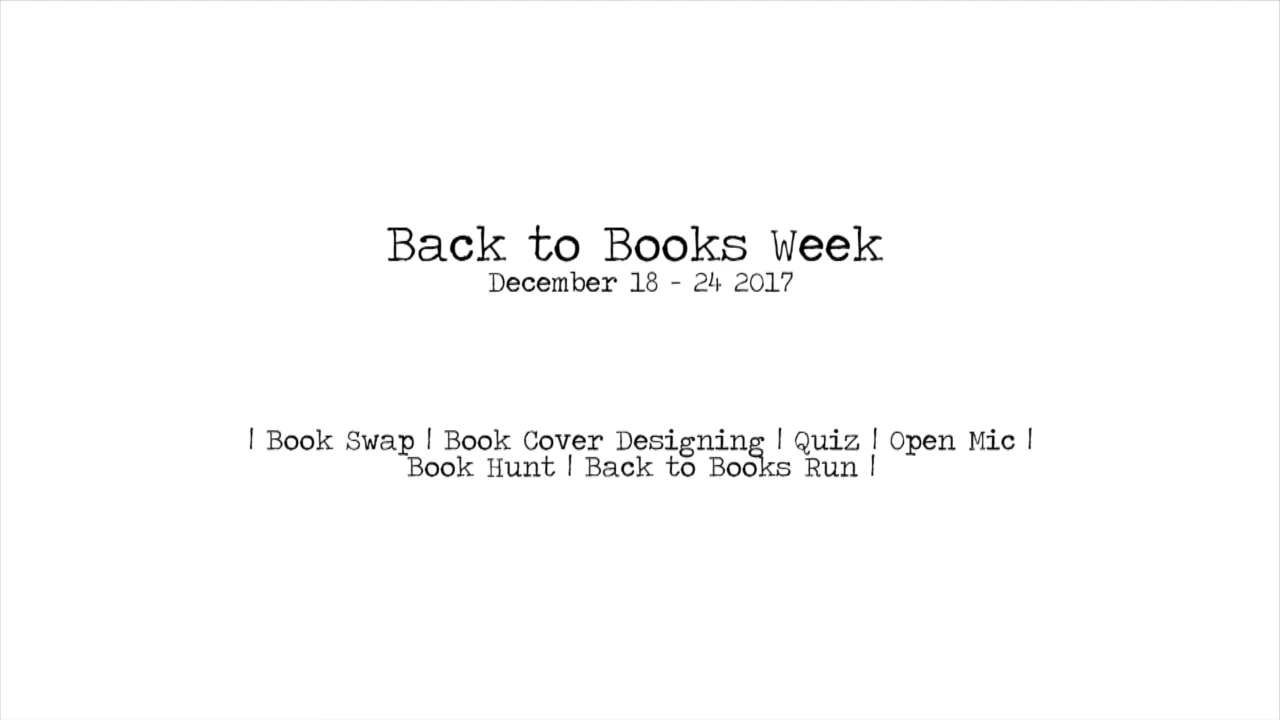 Back to Books Week
December 18 - 24 2017
| Book Swap | Book Cover Designing | Quiz | Open Mic |
Book Hunt | Back to Books Run |